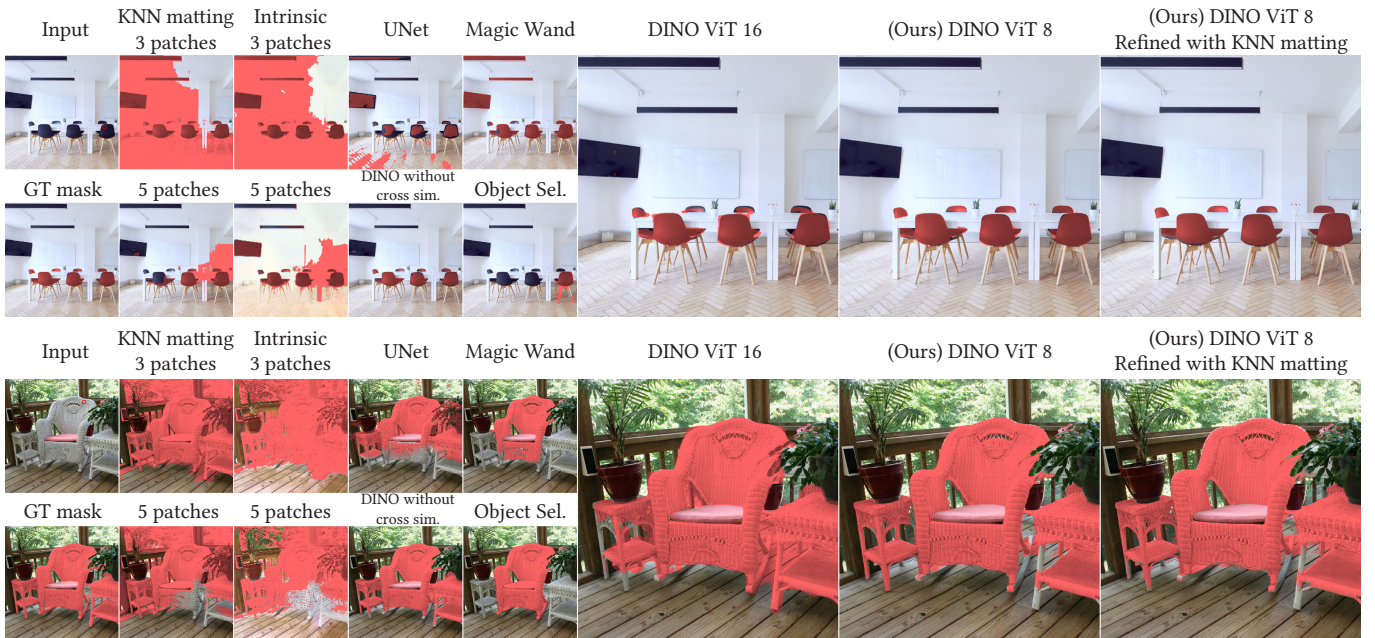 Input
KNN matting
3 patches
Intrinsic
3 patches
UNet
Magic Wand
DINO ViT 16
(Ours) DINO ViT 8
(Ours) DINO ViT 8
Refined with KNN matting
GT mask
5 patches
5 patches
DINO without
cross sim.
Object Sel.
Input
KNN matting
3 patches
Intrinsic
3 patches
UNet
Magic Wand
DINO ViT 16
(Ours) DINO ViT 8
(Ours) DINO ViT 8
Refined with KNN matting
GT mask
5 patches
5 patches
DINO without
cross sim.
Object Sel.